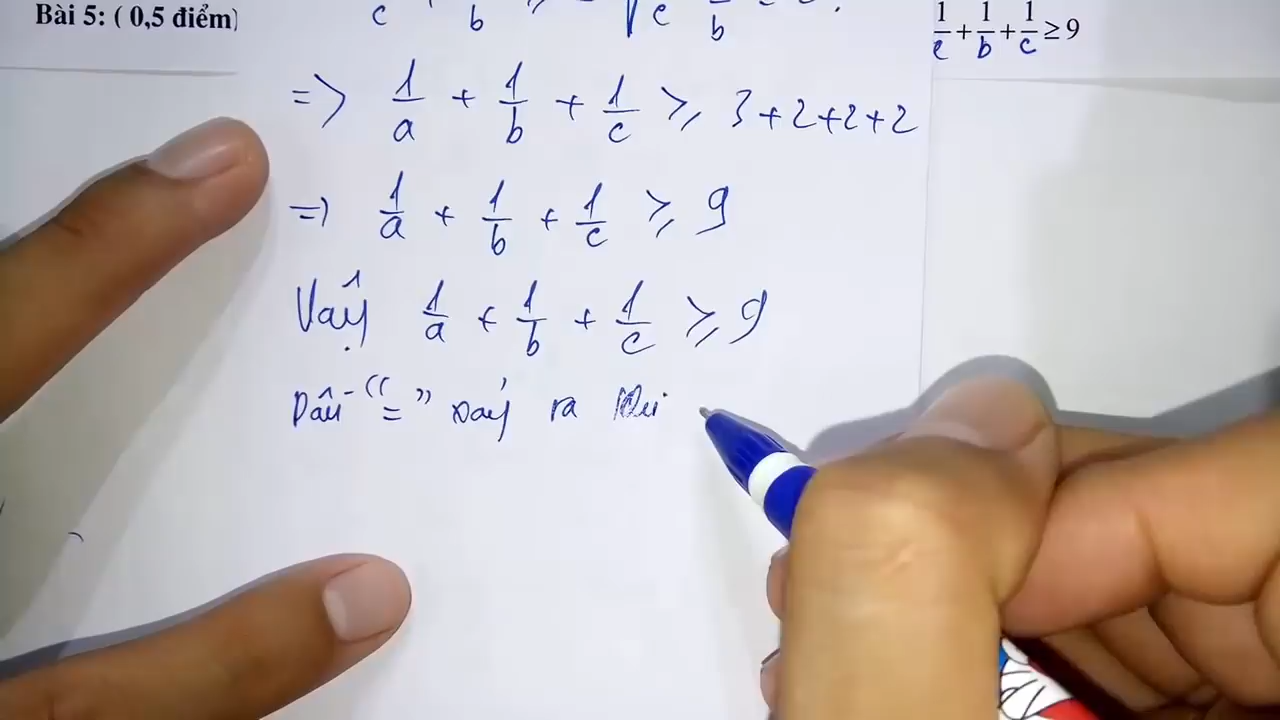 Bài 5: ( 0,5 điểm)
1/e + 1/b + 1/c ≥ 9
=> 1/a + 1/b + 1/c ≥ 3+2+2+2
=> 1/a + 1/b + 1/c ≥ 9
Vậy 1/a + 1/b + 1/c ≥ 9
Dấu "=" xảy ra khi